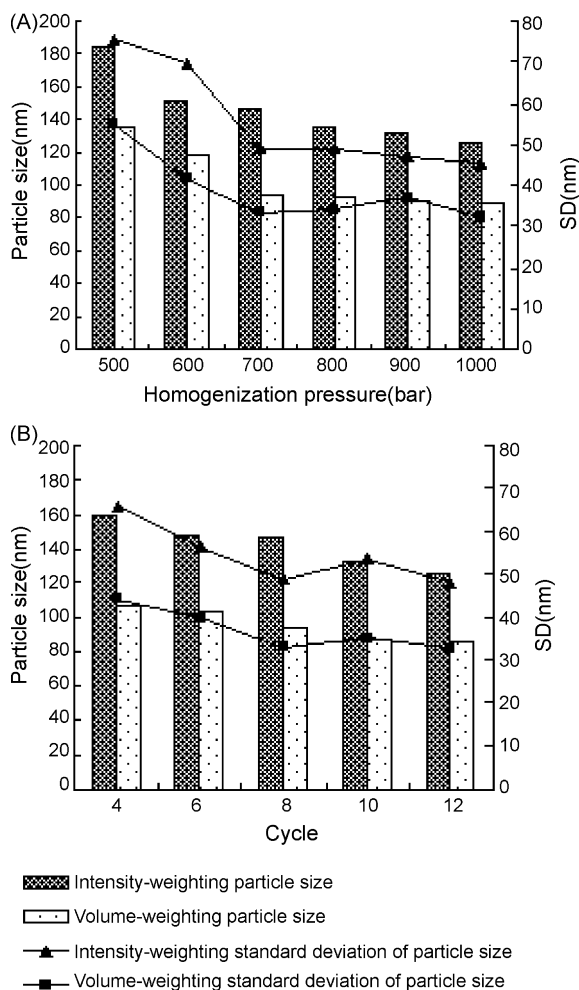 (A)
200
180
160
140
120
100
80
60
40
20
0
Particle size(nm)
80
70
60
50
40
30
20
10
0
SD(nm)
500 600 700 800 900 1000
Homogenization pressure(bar)
(B)
200
180
160
140
120
100
80
60
40
20
0
Particle size(nm)
80
70
60
50
40
30
20
10
0
SD(nm)
4 6 8 10 12
Cycle
Intensity-weighting particle size
Volume-weighting particle size
Intensity-weighting standard deviation of particle size
Volume-weighting standard deviation of particle size